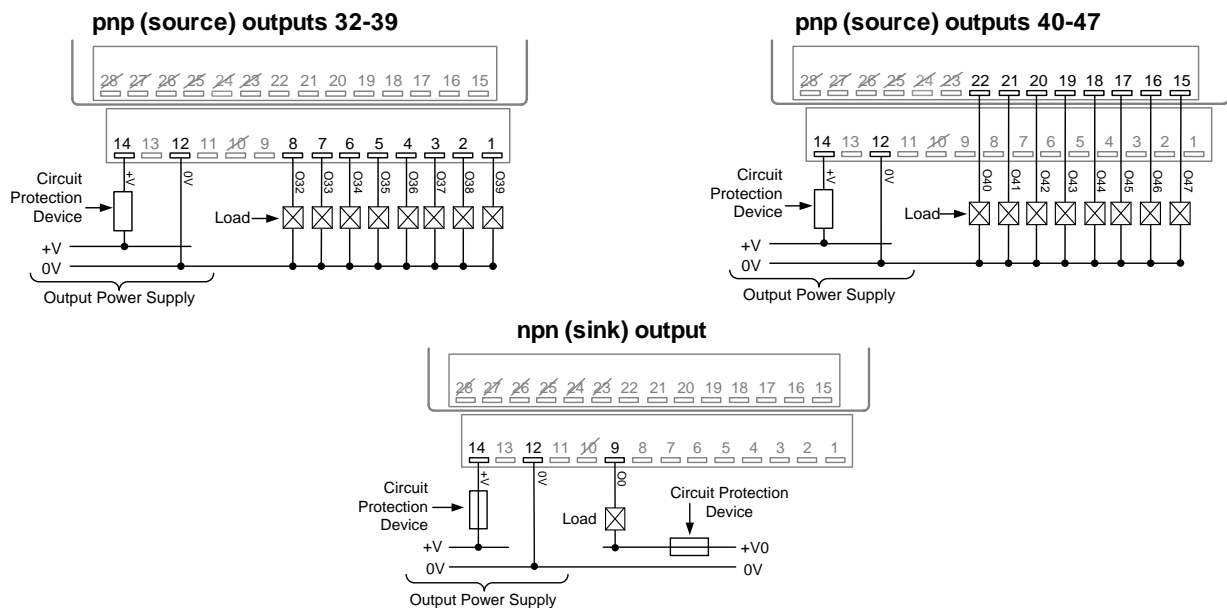 pnp (source) outputs 32-39
28 27 26 25 24 23 22 21 20 19 18 17 16 15
14 13 12 11 10 9 8 7 6 5 4 3 2 1
+V 0V O32 O33 O34 O35 O36 O37 O38 O39
Circuit
Protection
Device
Load
+V
0V
Output Power Supply
pnp (source) outputs 40-47
28 27 26 25 24 23 22 21 20 19 18 17 16 15
14 13 12 11 10 9 8 7 6 5 4 3 2 1
+V 0V O40 O41 O42 O43 O44 O45 O46 O47
Circuit
Protection
Device
Load
+V
0V
Output Power Supply
npn (sink) output
28 27 26 25 24 23 22 21 20 19 18 17 16 15
14 13 12 11 10 9 8 7 6 5 4 3 2 1
+V 0V O0
Circuit
Protection
Device
Load
Circuit Protection
Device
+V +V0
0V 0V
Output Power Supply